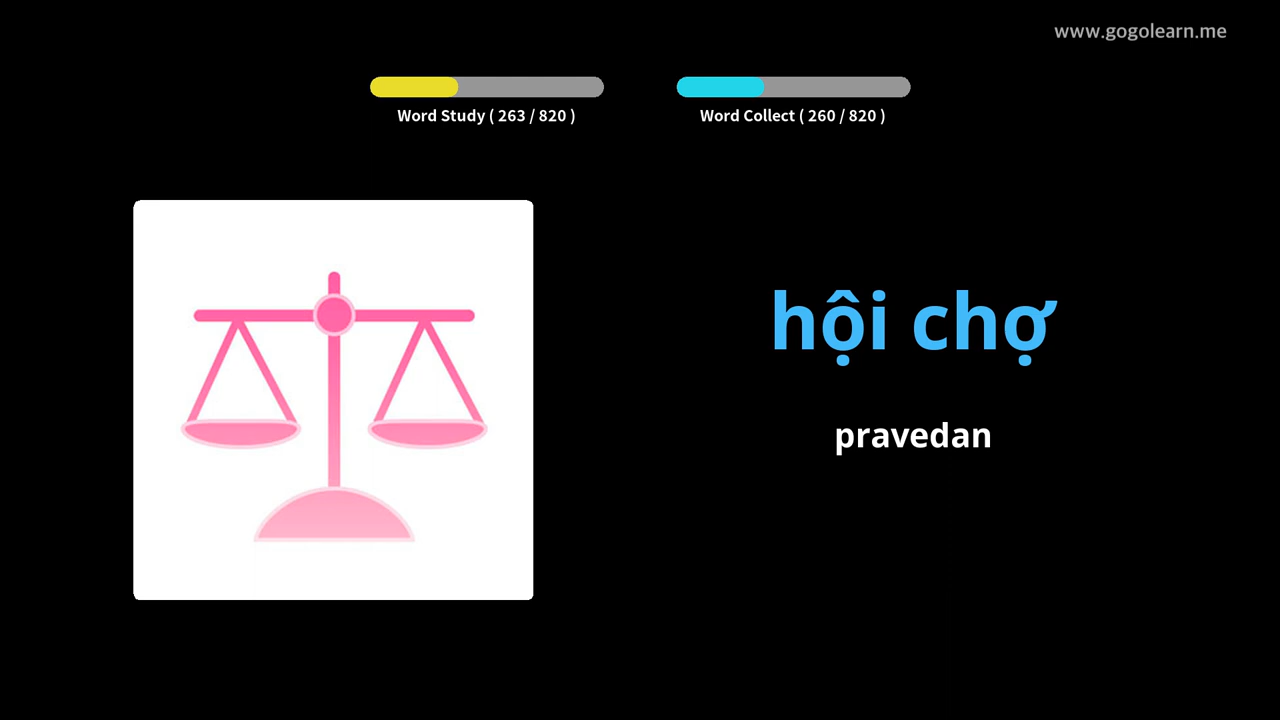 www.gogolearn.me
Word Study ( 263 / 820 )
Word Collect ( 260 / 820 )
hội chợ
pravedan